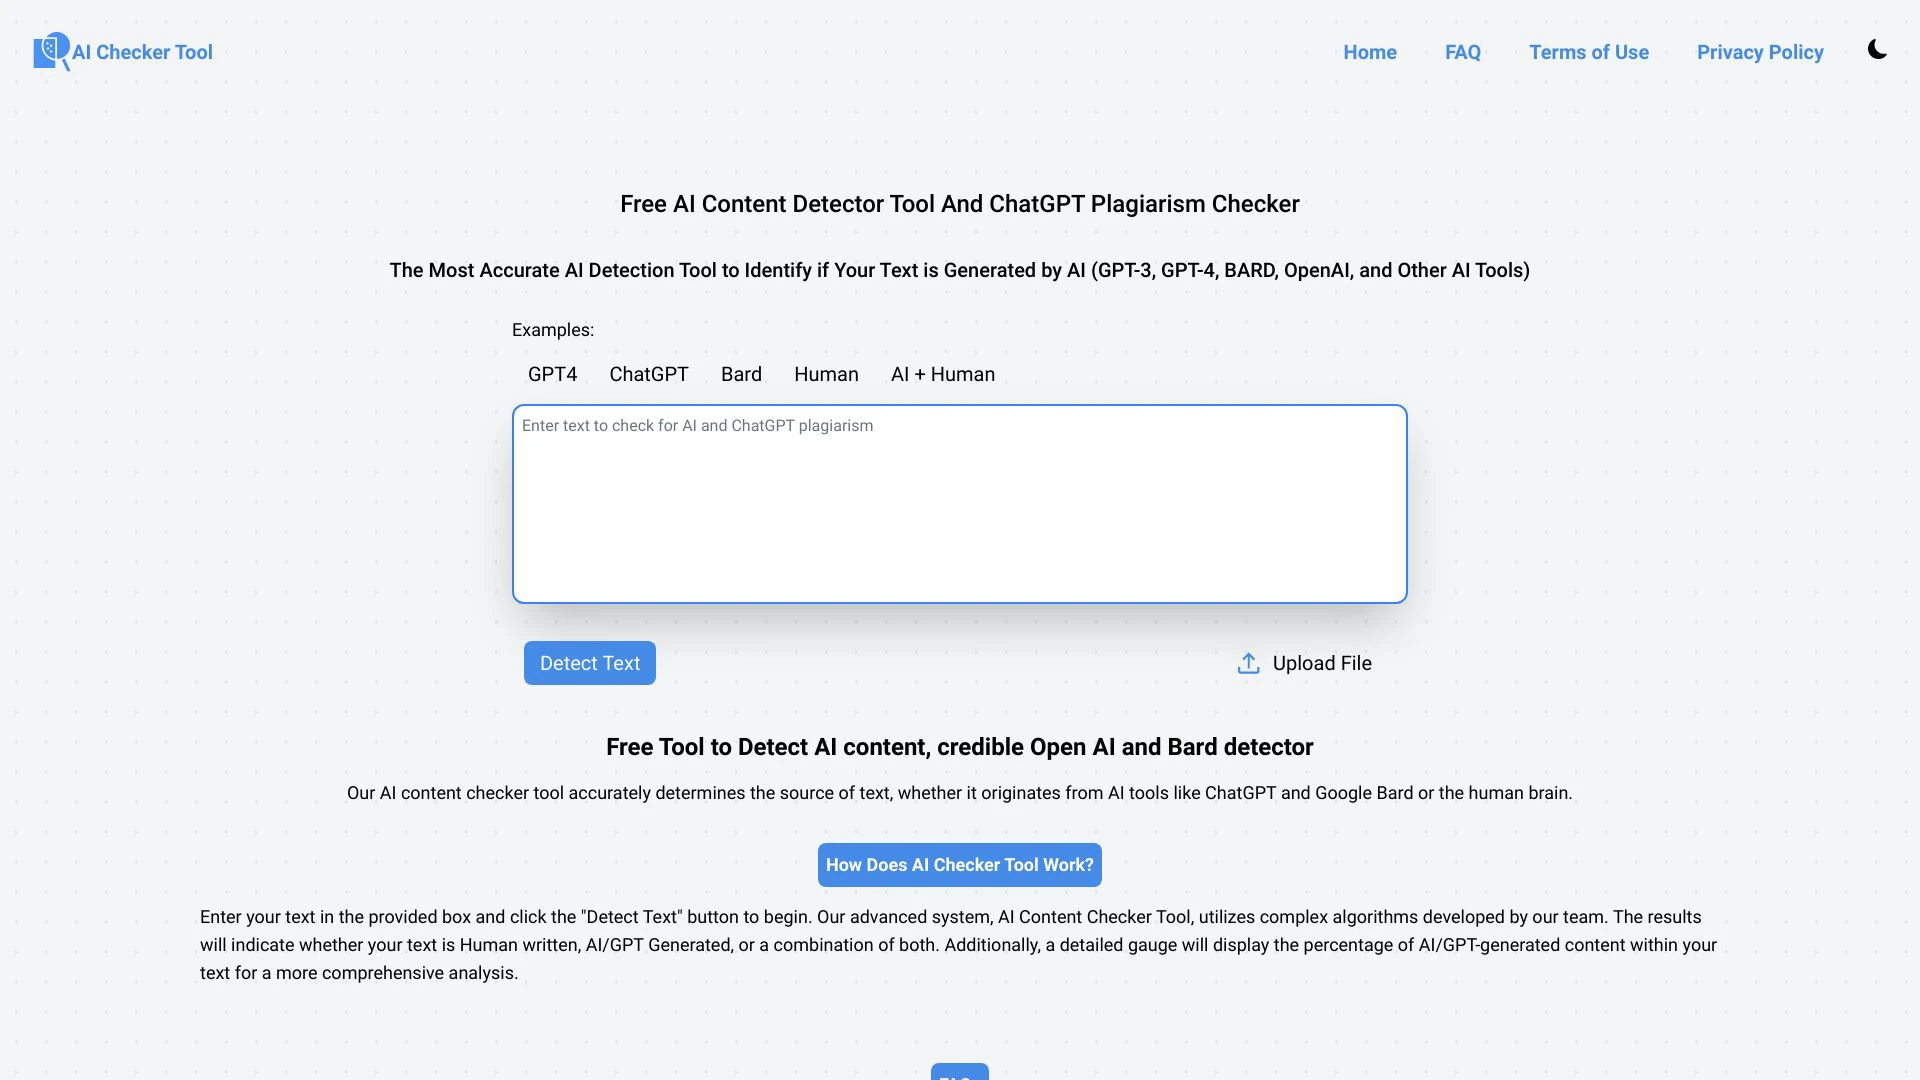 AI Checker Tool
Home
FAQ
Terms of Use
Privacy Policy
Free AI Content Detector Tool And ChatGPT Plagiarism Checker
The Most Accurate AI Detection Tool to Identify if Your Text is Generated by AI (GPT-3, GPT-4, BARD, OpenAI, and Other AI Tools)
Examples:
GPT4
ChatGPT
Bard
Human
AI + Human
Enter text to check for AI and ChatGPT plagiarism
Detect Text
Upload File
Free Tool to Detect AI content, credible Open AI and Bard detector
Our AI content checker tool accurately determines the source of text, whether it originates from AI tools like ChatGPT and Google Bard or the human brain.
How Does AI Checker Tool Work?
Enter your text in the provided box and click the "Detect Text" button to begin. Our advanced system, AI Content Checker Tool, utilizes complex algorithms developed by our team. The results
will indicate whether your text is Human written, AI/GPT Generated, or a combination of both. Additionally, a detailed gauge will display the percentage of AI/GPT-generated content within your
text for a more comprehensive analysis.